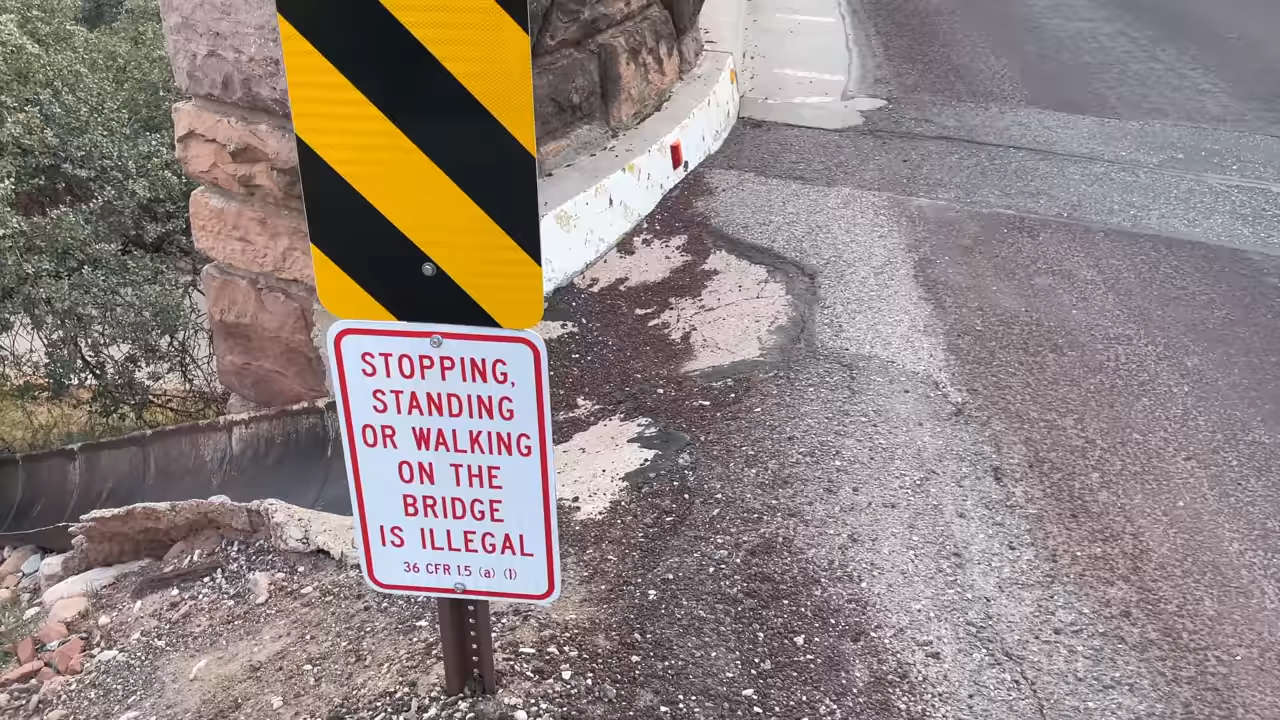 STOPPING,
STANDING
OR WALKING
ON THE
BRIDGE
IS ILLEGAL
36 CFR 1.5 (a) (1)